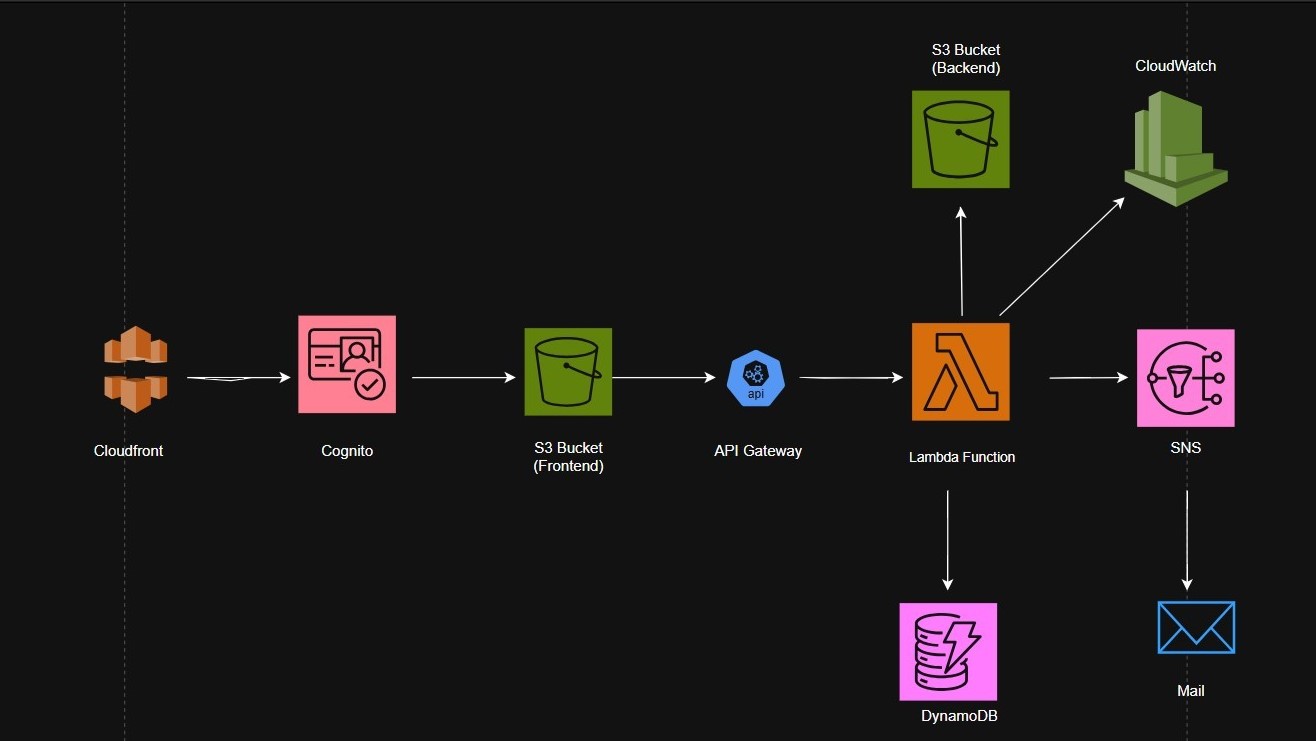 S3 Bucket
(Backend)
CloudWatch
Cloudfront
Cognito
S3 Bucket
(Frontend)
api
API Gateway
Lambda Function
SNS
DynamoDB
Mail